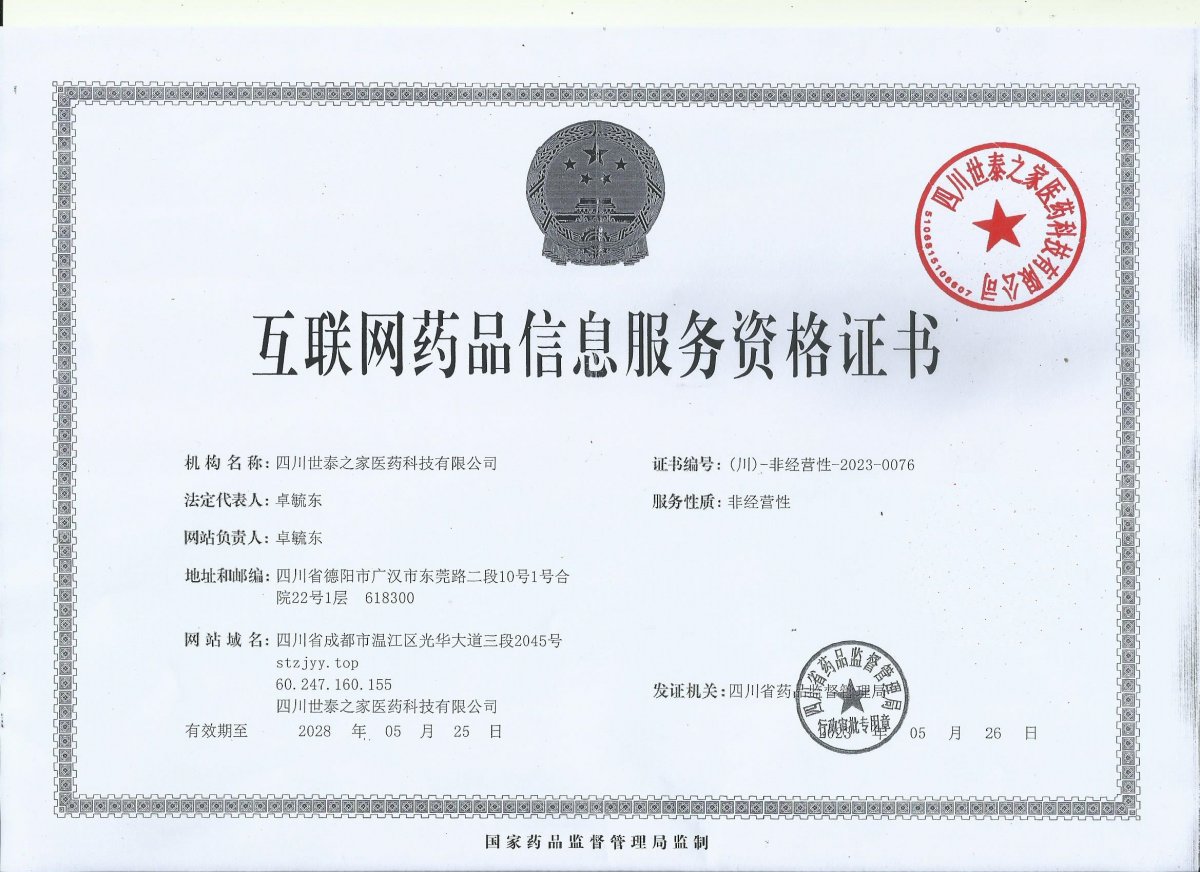 四川世泰之家医药科技有限公司
5106815108607
互联网药品信息服务资格证书
机构名称：四川世泰之家医药科技有限公司
证书编号：(川)-非经营性-2023-0076
法定代表人：卓毓东
服务性质：非经营性
网站负责人：卓毓东
地址和邮编：四川省德阳市广汉市东莞路二段10号1号合
院22号1层 618300
网站域名：四川省成都市温江区光华大道三段2045号
stzjyy.top
60.247.160.155
四川世泰之家医药科技有限公司
发证机关：四川省药品监督管理局
四川省药品监督管理局
行政审批专用章
有效期至 2028 年 05 月 25 日
2023 年 05 月 26 日
国家药品监督管理局监制